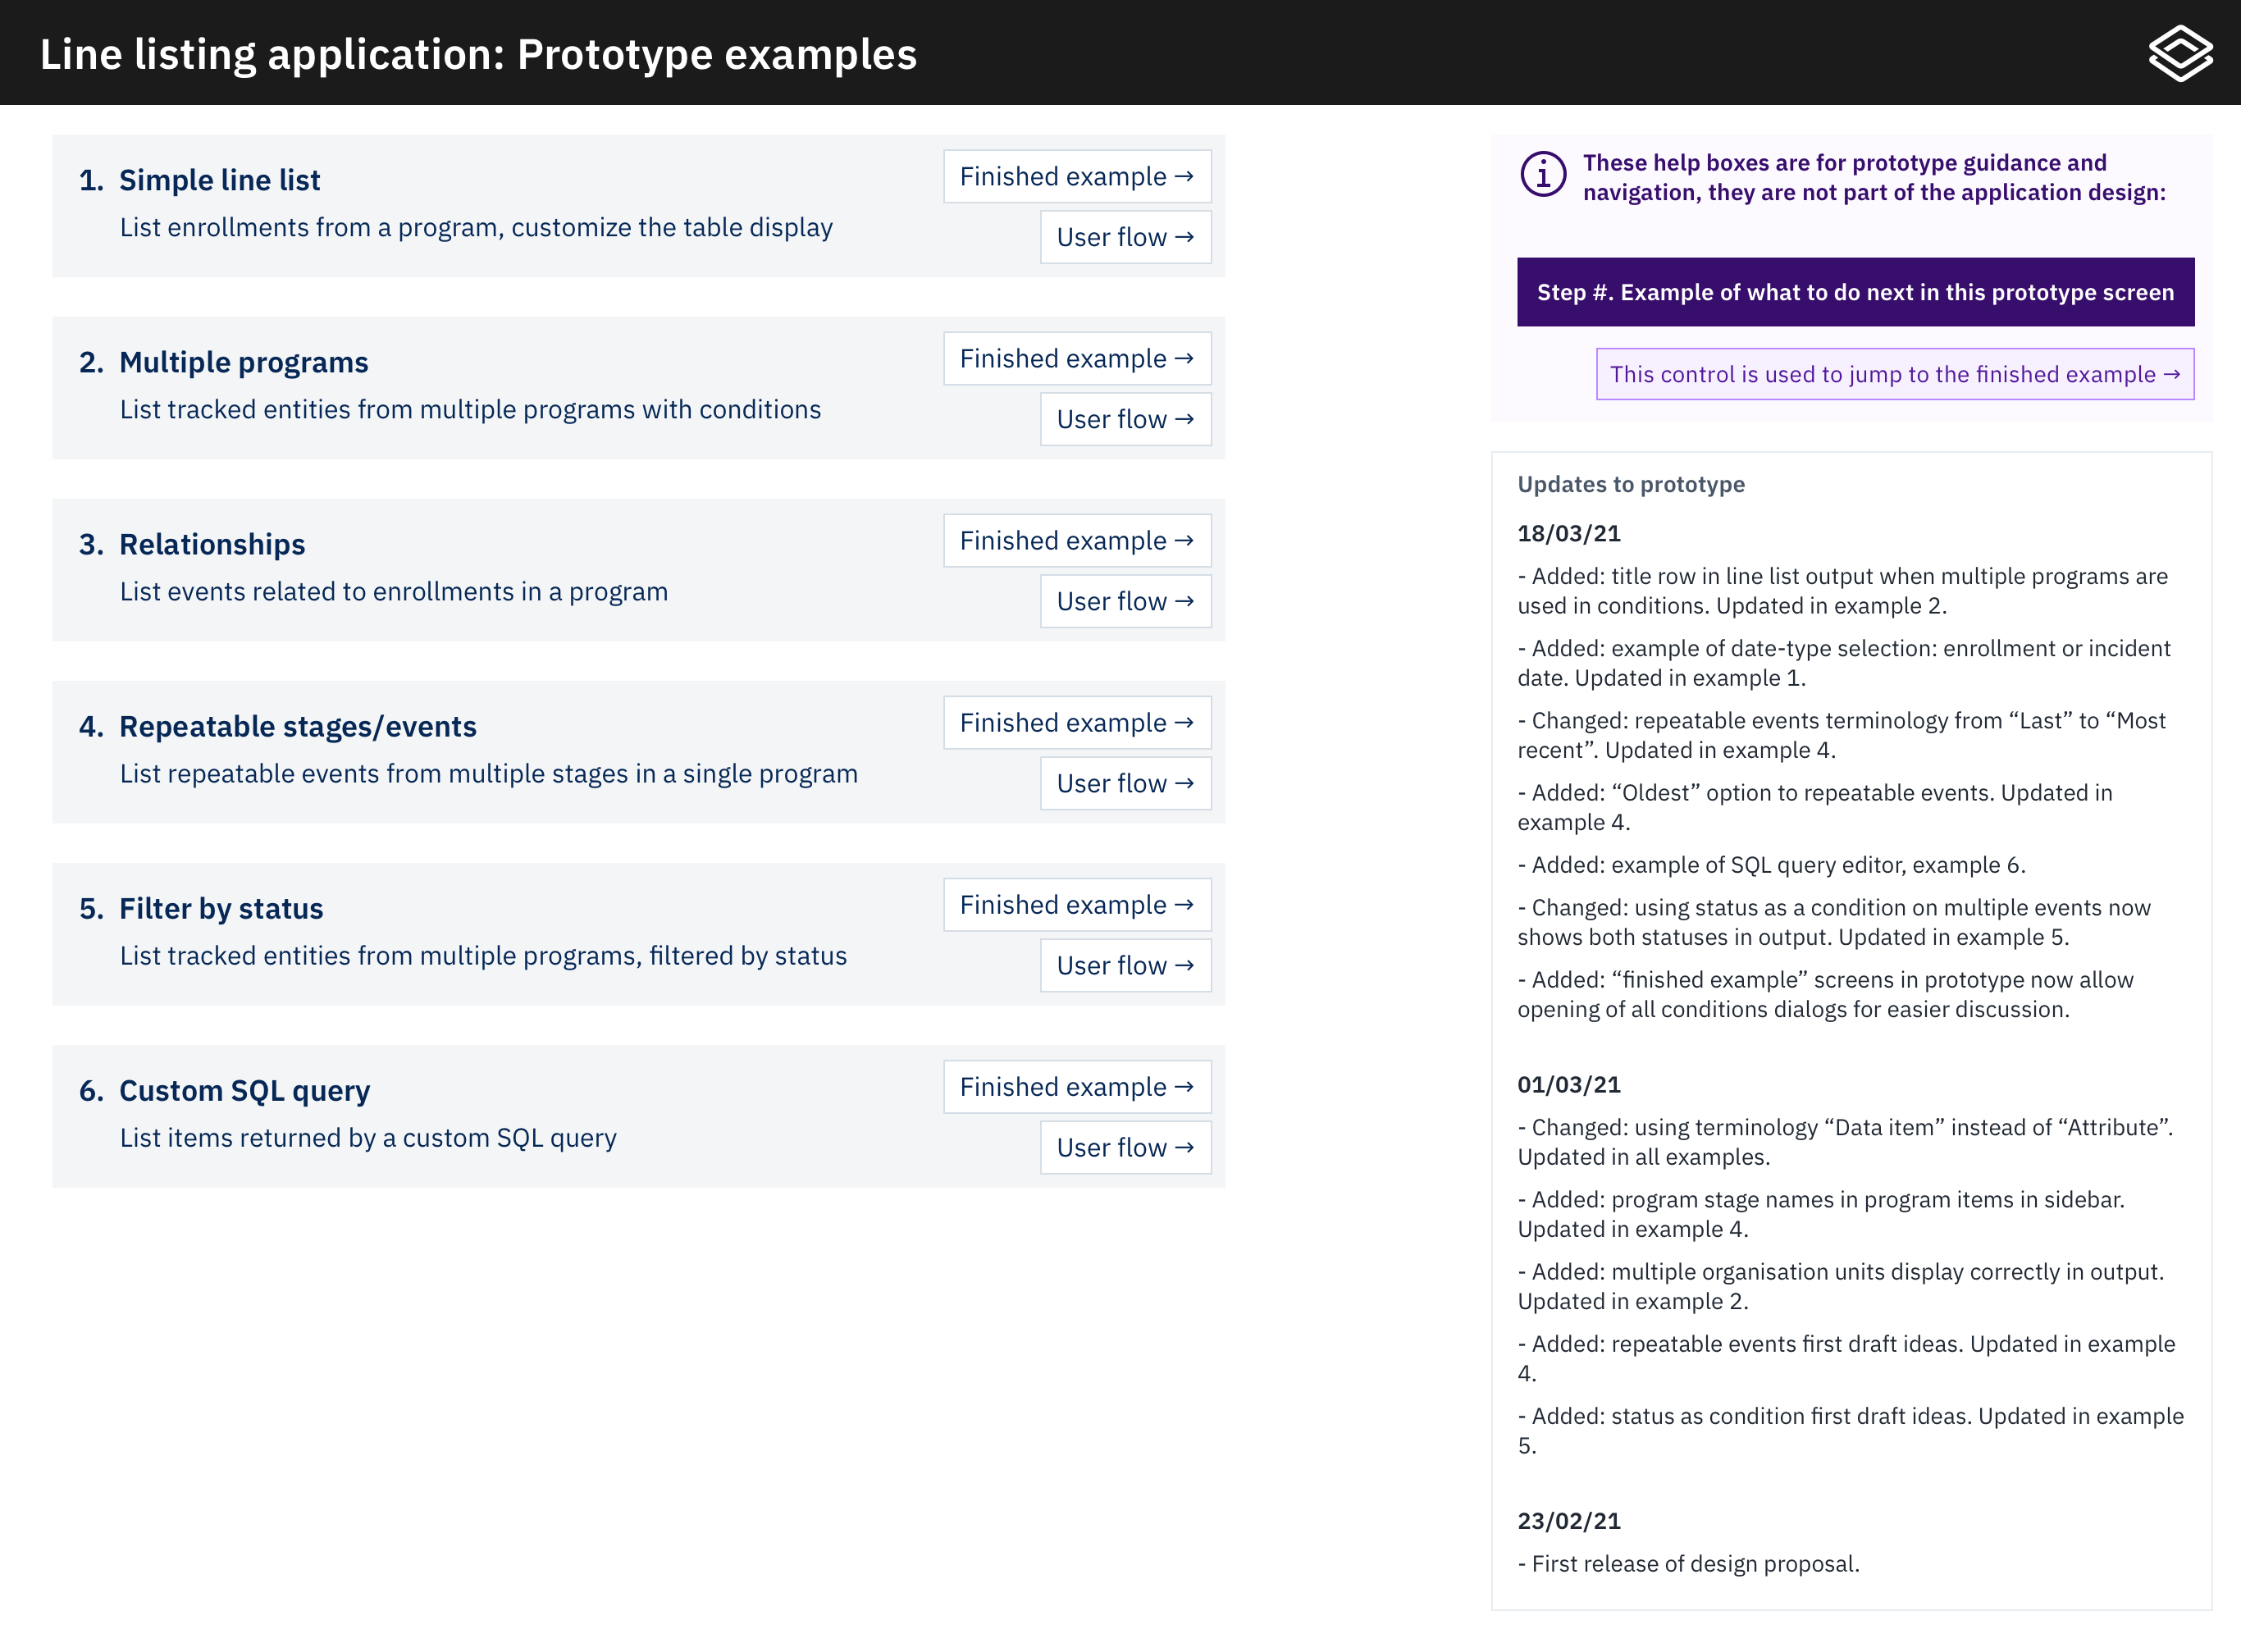 Line listing application: Prototype examples
1. Simple line list
List enrollments from a program, customize the table display
Finished example →
User flow →
2. Multiple programs
List tracked entities from multiple programs with conditions
Finished example →
User flow →
3. Relationships
List events related to enrollments in a program
Finished example →
User flow →
4. Repeatable stages/events
List repeatable events from multiple stages in a single program
Finished example →
User flow →
5. Filter by status
List tracked entities from multiple programs, filtered by status
Finished example →
User flow →
6. Custom SQL query
List items returned by a custom SQL query
Finished example →
User flow →
These help boxes are for prototype guidance and
navigation, they are not part of the application design:
Step #. Example of what to do next in this prototype screen
This control is used to jump to the finished example →
Updates to prototype
18/03/21
- Added: title row in line list output when multiple programs are
used in conditions. Updated in example 2.
- Added: example of date-type selection: enrollment or incident
date. Updated in example 1.
- Changed: repeatable events terminology from “Last” to “Most
recent”. Updated in example 4.
- Added: “Oldest” option to repeatable events. Updated in
example 4.
- Added: example of SQL query editor, example 6.
- Changed: using status as a condition on multiple events now
shows both statuses in output. Updated in example 5.
- Added: “finished example” screens in prototype now allow
opening of all conditions dialogs for easier discussion.
01/03/21
- Changed: using terminology “Data item” instead of “Attribute”.
Updated in all examples.
- Added: program stage names in program items in sidebar.
Updated in example 4.
- Added: multiple organisation units display correctly in output.
Updated in example 2.
- Added: repeatable events first draft ideas. Updated in example
4.
- Added: status as condition first draft ideas. Updated in example
5.
23/02/21
- First release of design proposal.